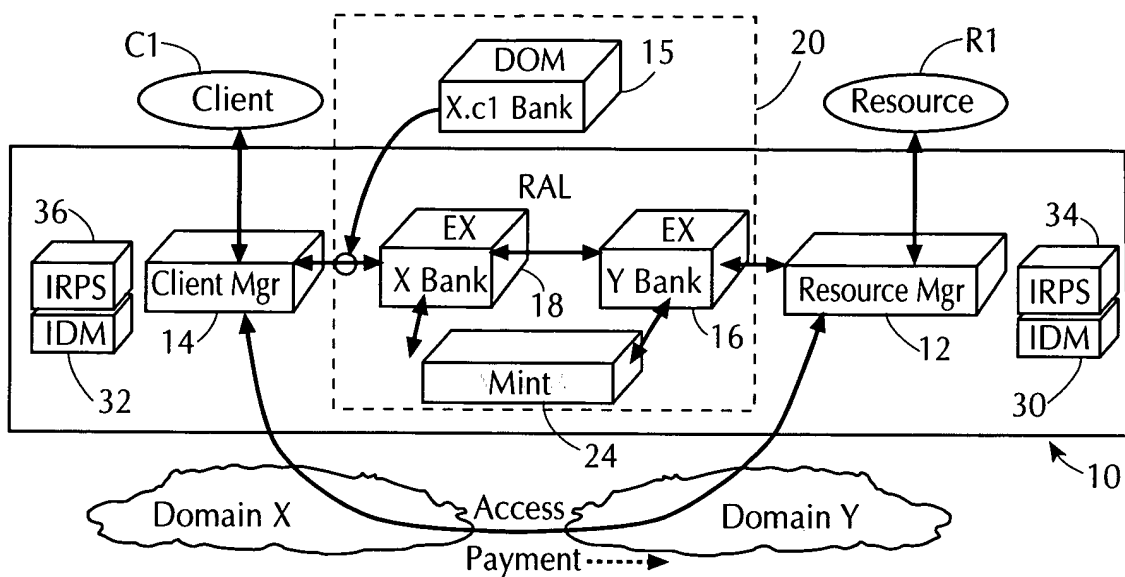 C1
Client
DOM
X.c1 Bank
15
20
R1
Resource
RAL
36
IRPS
IDM
32
Client Mgr
14
EX
X Bank
18
EX
Y Bank
16
Mint
24
Resource Mgr
12
34
IRPS
IDM
30
10
Domain X
Access
Domain Y
Payment